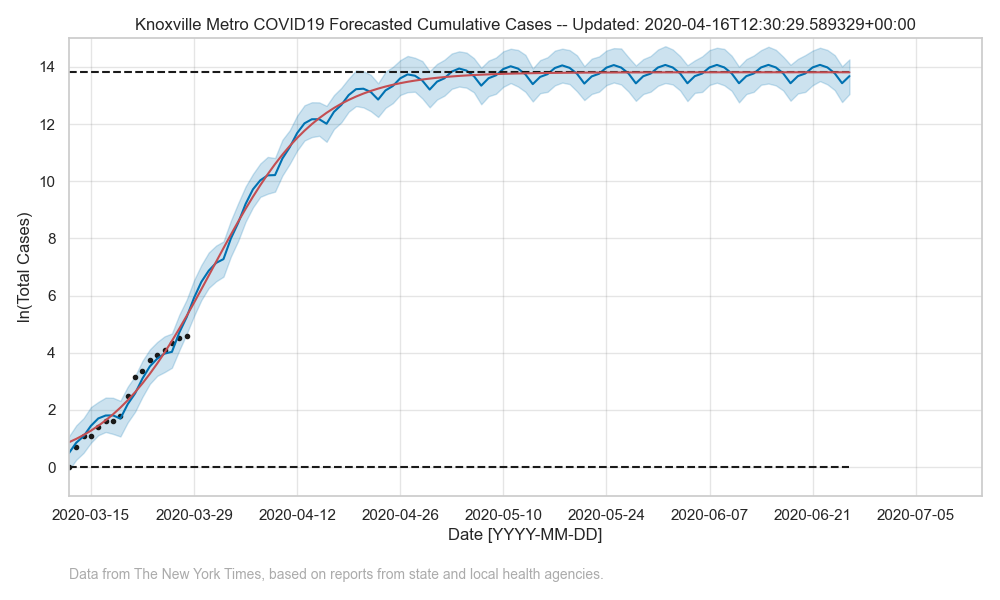 Knoxville Metro COVID19 Forecasted Cumulative Cases -- Updated: 2020-04-16T12:30:29.589329+00:00
ln(Total Cases)
14
12
10
8
6
4
2
0
2020-03-15 2020-03-29 2020-04-12 2020-04-26 2020-05-10 2020-05-24 2020-06-07 2020-06-21 2020-07-05
Date [YYYY-MM-DD]
Data from The New York Times, based on reports from state and local health agencies.